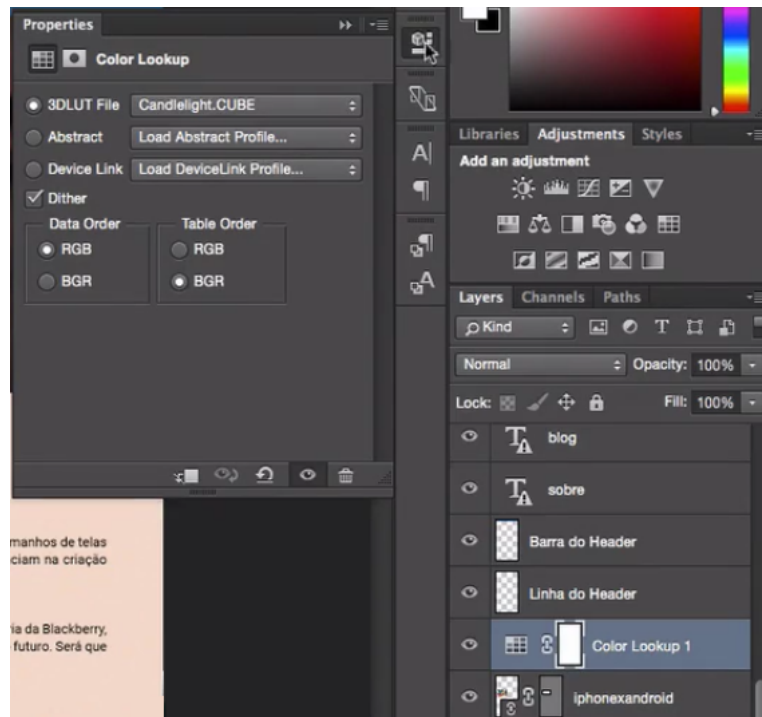 Properties
Color Lookup
3DLUT File Candlelight.CUBE
Abstract Load Abstract Profile...
Device Link Load DeviceLink Profile...
Dither
Data Order Table Order
RGB RGB
BGR BGR
manhos de telas
ciam na criação
ia da Blackberry,
futuro. Será que
A
A
Libraries Adjustments Styles
Add an adjustment
Layers Channels Paths
Kind T
Normal Opacity: 100%
Lock: Fill: 100%
T blog
T sobre
Barra do Header
Linha do Header
Color Lookup 1
iphonexandroid